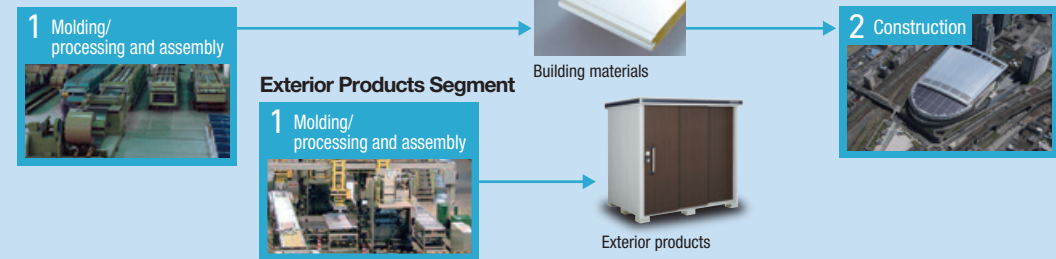 1 Molding/
processing and assembly
Building materials
2 Construction
Exterior Products Segment
1 Molding/
processing and assembly
Exterior products